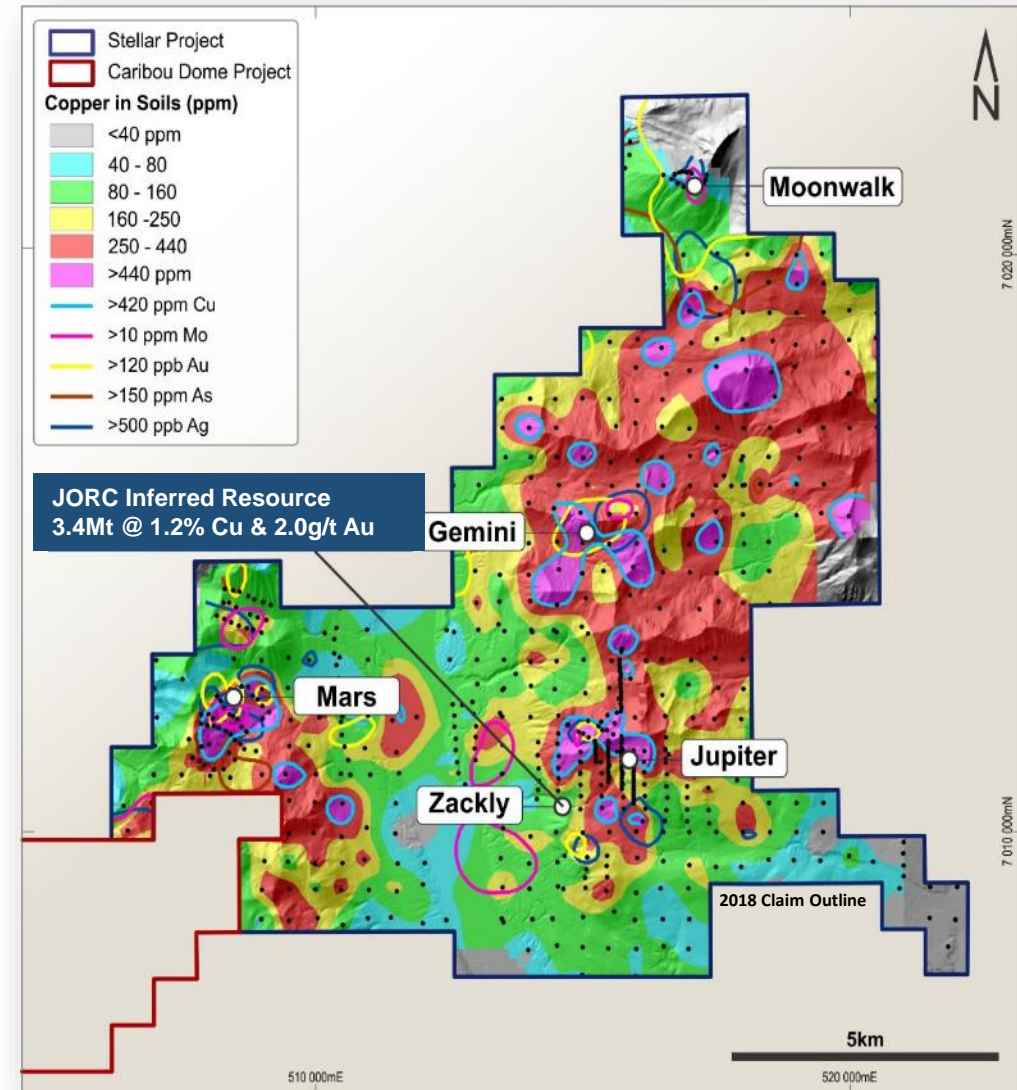 Stellar Project
Caribou Dome Project
Copper in Soils (ppm)
<40 ppm
40 - 80
80 - 160
160 -250
250 - 440
>440 ppm
>420 ppm Cu
>10 ppm Mo
>120 ppb Au
>150 ppm As
>500 ppb Ag
N
Moonwalk
7 020 000mN
JORC Inferred Resource
3.4Mt @ 1.2% Cu & 2.0g/t Au
Gemini
Mars
Jupiter
Zackly
7 010 000mN
2018 Claim Outline
5km
510 000mE
520 000mE